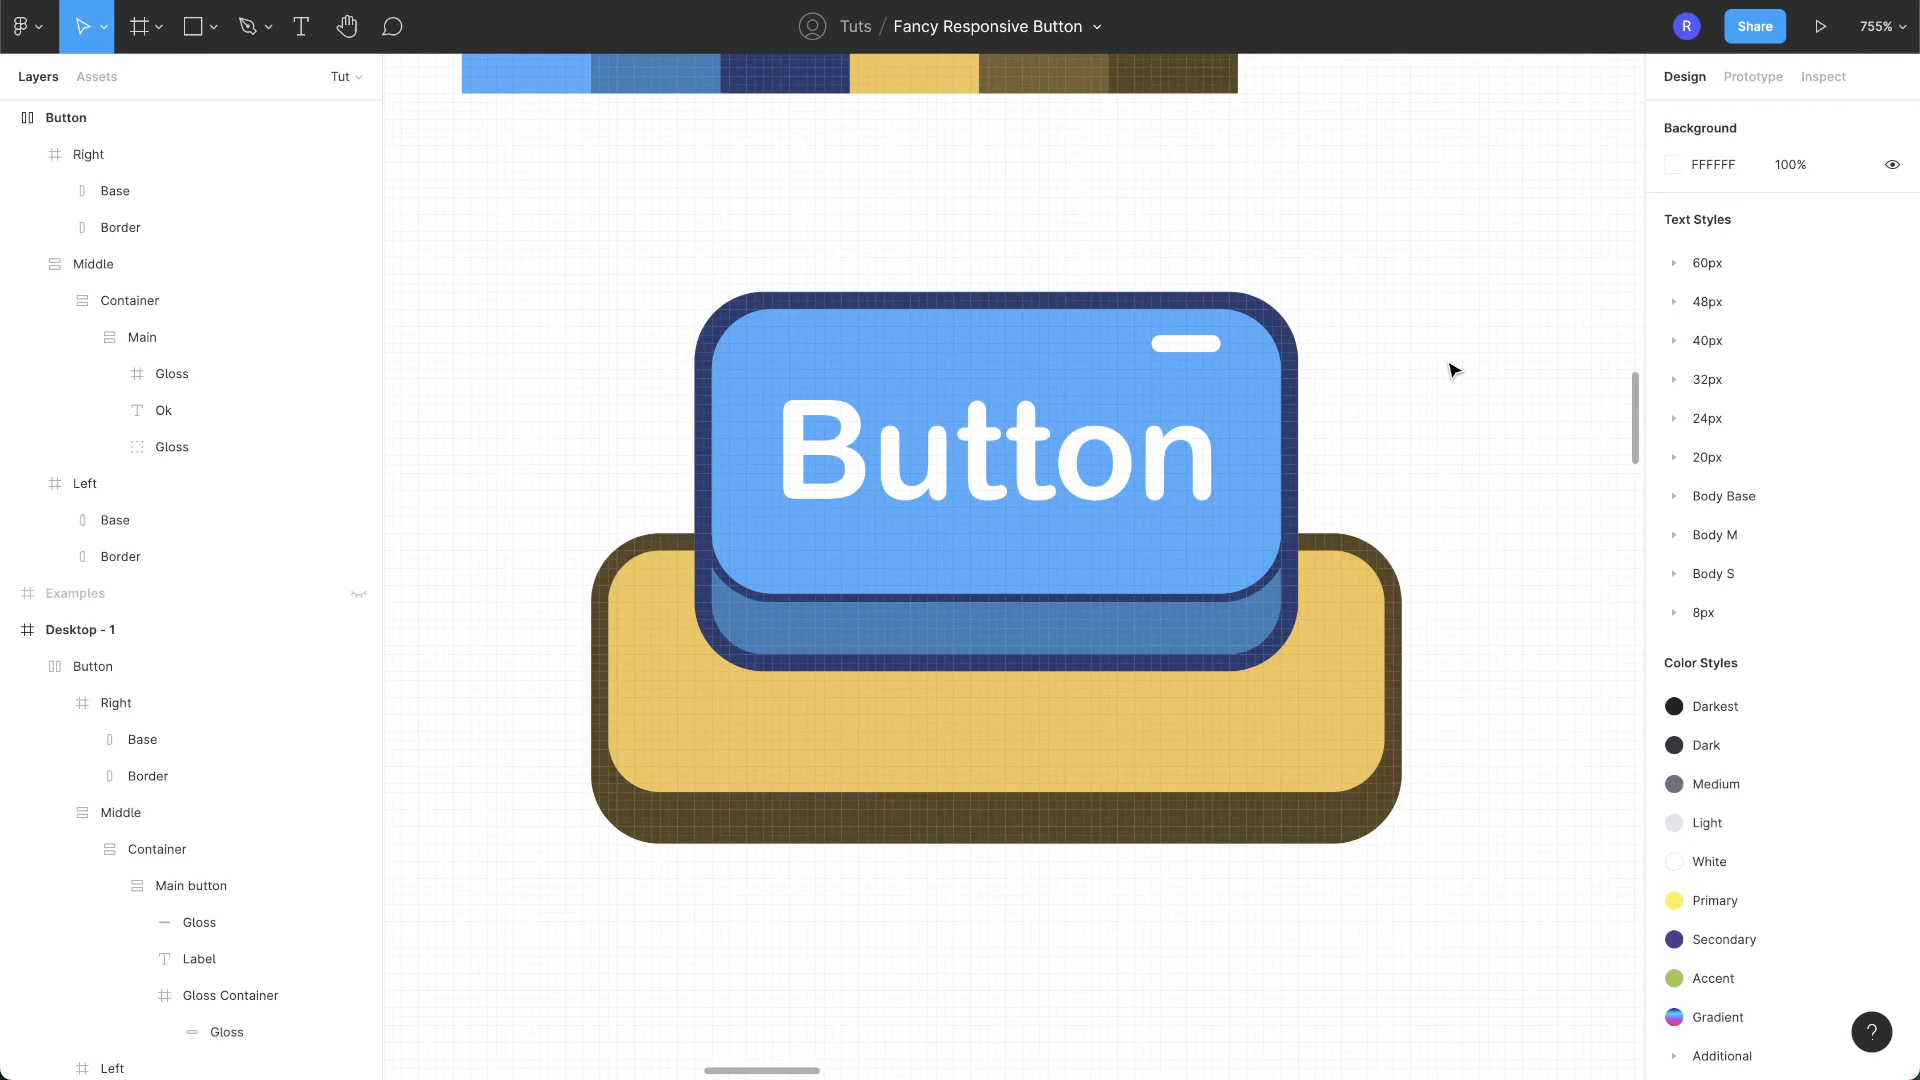 Tuts / Fancy Responsive Button
R
Share
755%
Layers
Assets
Tut
Button
Right
Base
Border
Middle
Container
Main
Gloss
Ok
Gloss
Left
Base
Border
Examples
Desktop - 1
Button
Right
Base
Border
Middle
Container
Main button
Gloss
Label
Gloss Container
Gloss
Left
Button
Design
Prototype
Inspect
Background
FFFFFF
100%
Text Styles
60px
48px
40px
32px
24px
20px
Body Base
Body M
Body S
8px
Color Styles
Darkest
Dark
Medium
Light
White
Primary
Secondary
Accent
Gradient
Additional
?